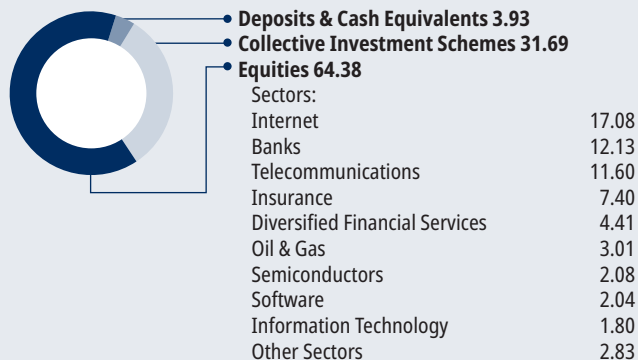 Deposits & Cash Equivalents 3.93
Collective Investment Schemes 31.69
Equities 64.38
Sectors:
Internet 17.08
Banks 12.13
Telecommunications 11.60
Insurance 7.40
Diversified Financial Services 4.41
Oil & Gas 3.01
Semiconductors 2.08
Software 2.04
Information Technology 1.80
Other Sectors 2.83